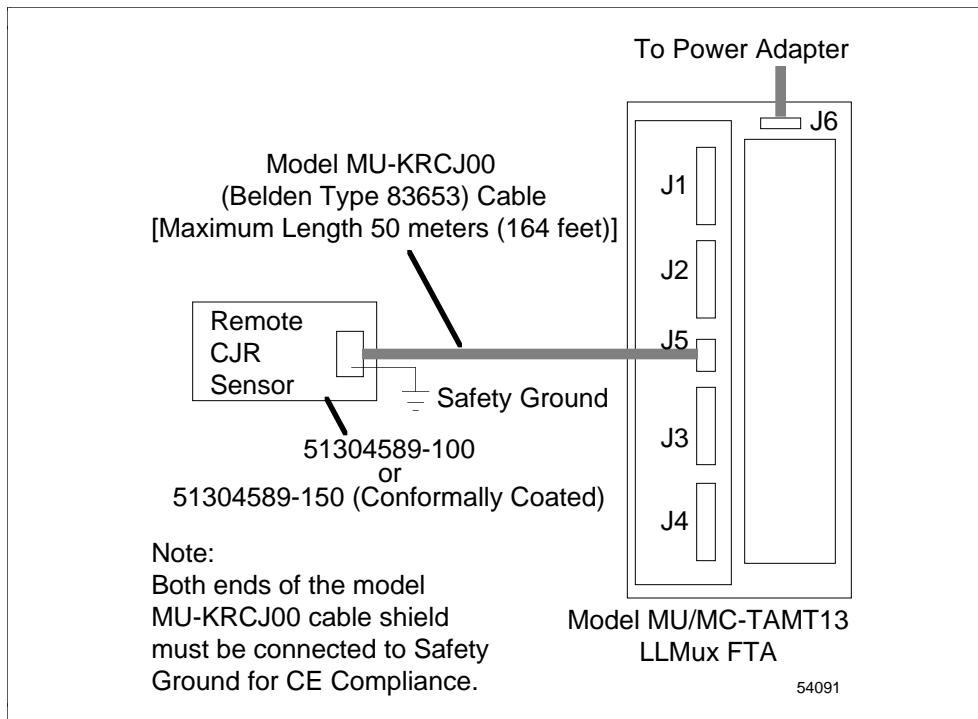 To Power Adapter
J6
Model MU-KRCJ00
(Belden Type 83653) Cable
[Maximum Length 50 meters (164 feet)]
J1
J2
J5
J3
J4
Remote
CJR
Sensor
Safety Ground
51304589-100
or
51304589-150 (Conformally Coated)
Note:
Both ends of the model
MU-KRCJ00 cable shield
must be connected to Safety
Ground for CE Compliance.
Model MU/MC-TAMT13
LLMux FTA
54091